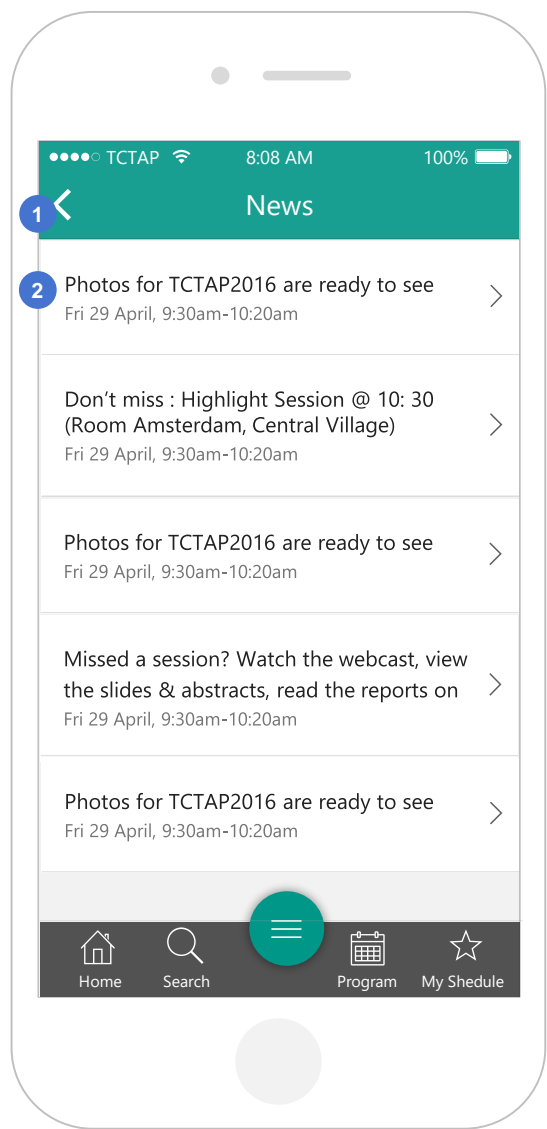 TCTAP 8:08 AM 100%
1
News
2
Photos for TCTAP2016 are ready to see
Fri 29 April, 9:30am-10:20am
Don’t miss : Highlight Session @ 10: 30
(Room Amsterdam, Central Village)
Fri 29 April, 9:30am-10:20am
Photos for TCTAP2016 are ready to see
Fri 29 April, 9:30am-10:20am
Missed a session? Watch the webcast, view
the slides & abstracts, read the reports on
Fri 29 April, 9:30am-10:20am
Photos for TCTAP2016 are ready to see
Fri 29 April, 9:30am-10:20am
Home Search Program My Shedule